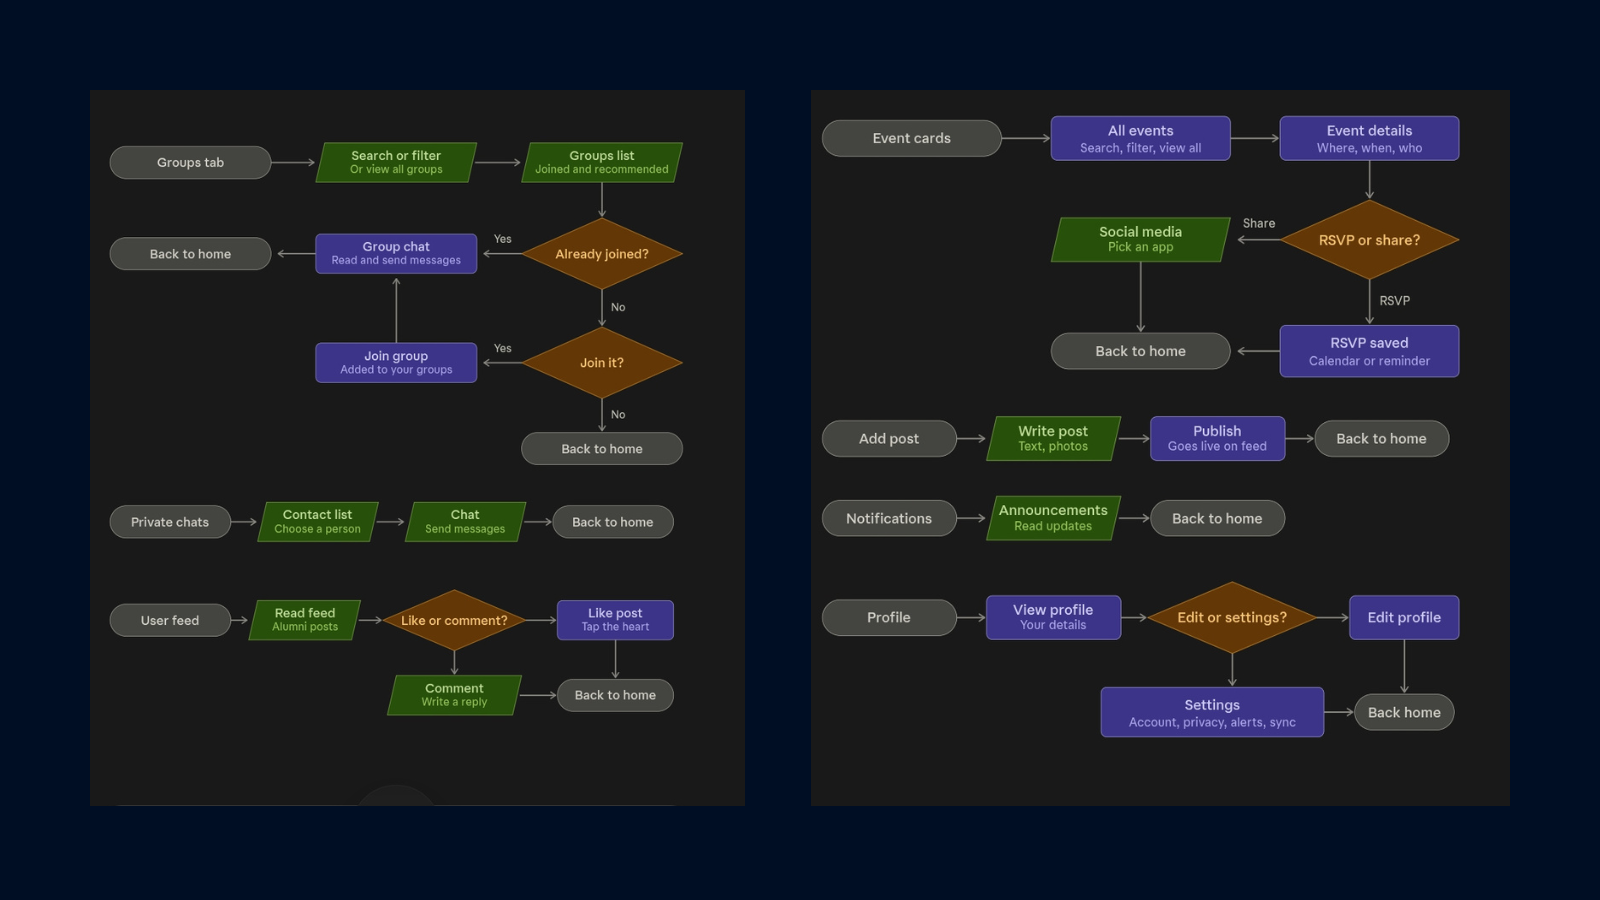 Groups tab
Search or filter
Or view all groups
Groups list
Joined and recommended
Back to home
Group chat
Read and send messages
Yes
Already joined?
No
Join group
Added to your groups
Yes
Join it?
No
Back to home
Private chats
Contact list
Choose a person
Chat
Send messages
Back to home
User feed
Read feed
Alumni posts
Like or comment?
Like post
Tap the heart
Comment
Write a reply
Back to home
Event cards
All events
Search, filter, view all
Event details
Where, when, who
Social media
Pick an app
Share
RSVP or share?
RSVP
Back to home
RSVP saved
Calendar or reminder
Add post
Write post
Text, photos
Publish
Goes live on feed
Back to home
Notifications
Announcements
Read updates
Back to home
Profile
View profile
Your details
Edit or settings?
Edit profile
Settings
Account, privacy, alerts, sync
Back home